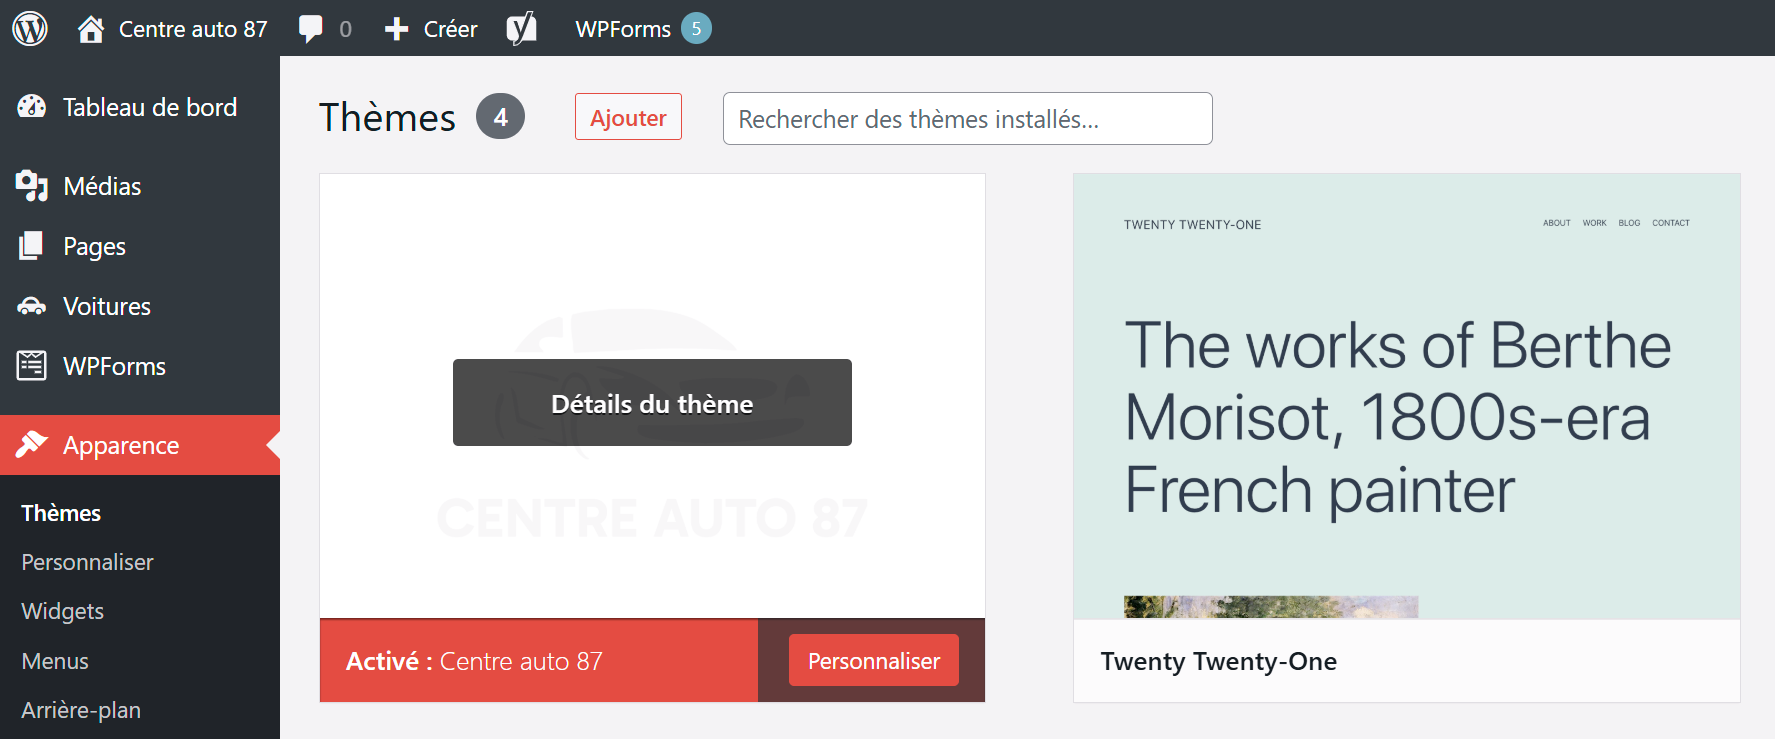 Centre auto 87 0 Créer WPForms 5
Tableau de bord
Médias
Pages
Voitures
WPForms
Apparence
Thèmes
Personnaliser
Widgets
Menus
Arrière-plan
Thèmes 4 Ajouter Rechercher des thèmes installés...
Détails du thème
CENTRE AUTO 87
Activé : Centre auto 87 Personnaliser
TWENTY TWENTY-ONE ABOUT WORK BLOG CONTACT
The works of Berthe
Morisot, 1800s-era
French painter
Twenty Twenty-One